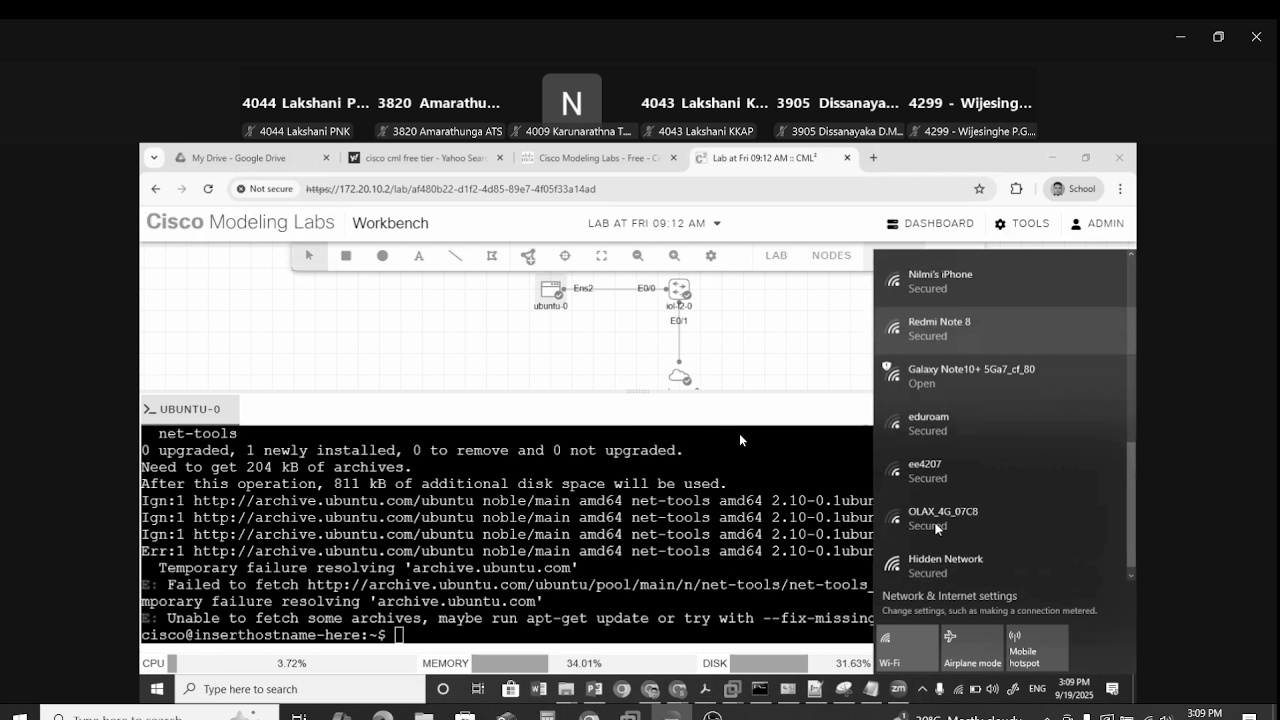 4044 Lakshani P... 3820 Amarathu... N 4043 Lakshani K... 3905 Dissanaya... 4299 - Wijesing...
4044 Lakshani PNK 3820 Amarathunga ATS 4009 Karunarathna T... 4043 Lakshani KKAP 3905 Dissanayaka D.M... 4299 - Wijesinghe P.G....
My Drive - Google Drive cisco cml free tier - Yahoo Sear Cisco Modeling Labs - Free - C Lab at Fri 09:12 AM :: CML²
Not secure https://172.20.10.2/lab/af480b22-d1f2-4d85-89e7-4f05f33a14ad School
Cisco Modeling Labs Workbench LAB AT FRI 09:12 AM DASHBOARD TOOLS ADMIN
A LAB NODES
Ens2 E0/0
ubuntu-0 iol-l2-0
E0/1
>_ UBUNTU-0
net-tools
0 upgraded, 1 newly installed, 0 to remove and 0 not upgraded.
Need to get 204 kB of archives.
After this operation, 811 kB of additional disk space will be used.
Ign:1 http://archive.ubuntu.com/ubuntu noble/main amd64 net-tools amd64 2.10-0.1ubun
Ign:1 http://archive.ubuntu.com/ubuntu noble/main amd64 net-tools amd64 2.10-0.1ubun
Ign:1 http://archive.ubuntu.com/ubuntu noble/main amd64 net-tools amd64 2.10-0.1ubun
Err:1 http://archive.ubuntu.com/ubuntu noble/main amd64 net-tools amd64 2.10-0.1ubun
Temporary failure resolving 'archive.ubuntu.com'
E: Failed to fetch http://archive.ubuntu.com/ubuntu/pool/main/n/net-tools/net-tools_
mporary failure resolving 'archive.ubuntu.com'
E: Unable to fetch some archives, maybe run apt-get update or try with --fix-missing
cisco@inserthostname-here:~$
CPU 3.72% MEMORY 34.01% DISK 31.63%
Nilmi's iPhone
Secured
Redmi Note 8
Secured
Galaxy Note10+ 5Ga7_cf_80
Open
eduroam
Secured
ee4207
Secured
OLAX_4G_07C8
Secured
Hidden Network
Secured
Network & Internet settings
Change settings, such as making a connection metered.
Wi-Fi Airplane mode Mobile hotspot
Type here to search zm ENG 3:09 PM
9/19/2025
Type here to search 3:09 PM